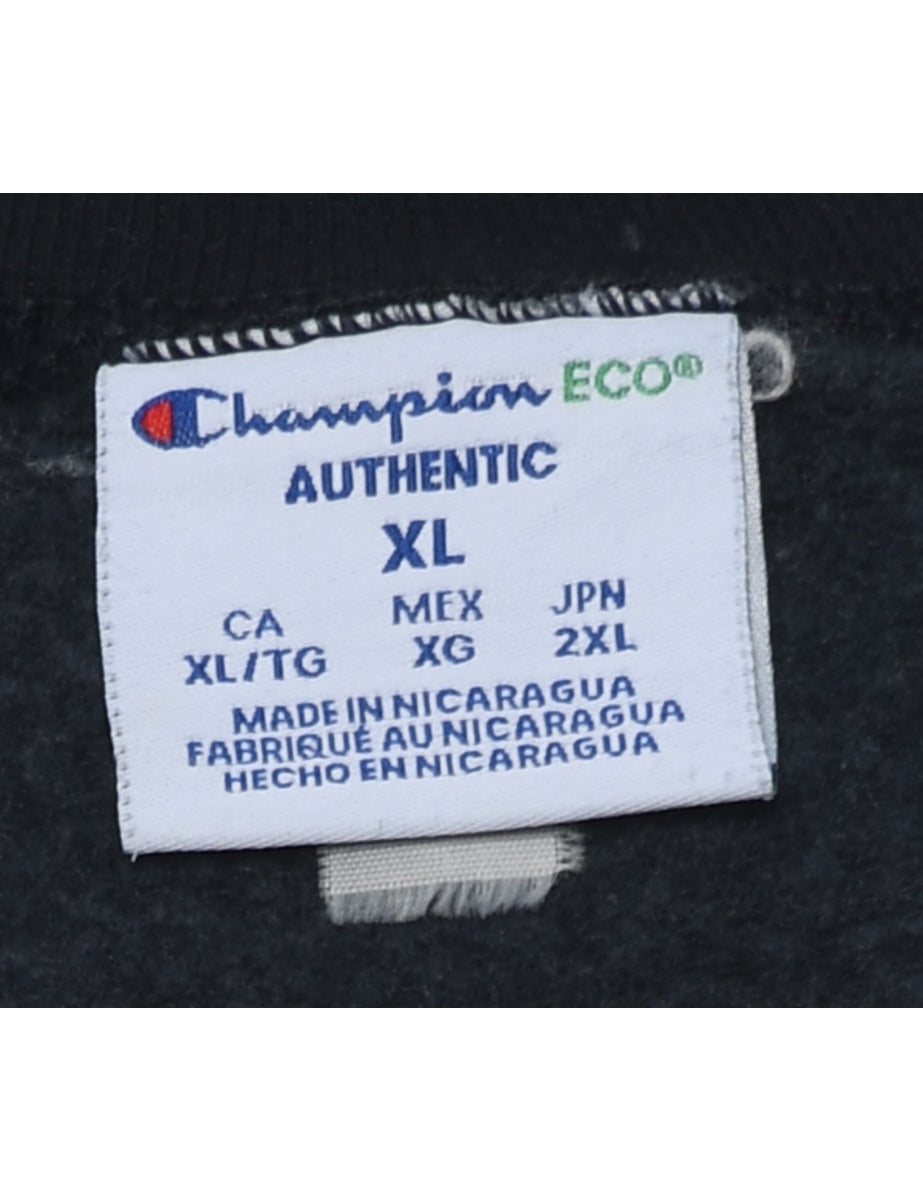 Champion ECO®
AUTHENTIC
XL
CA MEX JPN
XL/TG XG 2XL
MADE IN NICARAGUA
FABRIQUÉ AU NICARAGUA
HECHO EN NICARAGUA